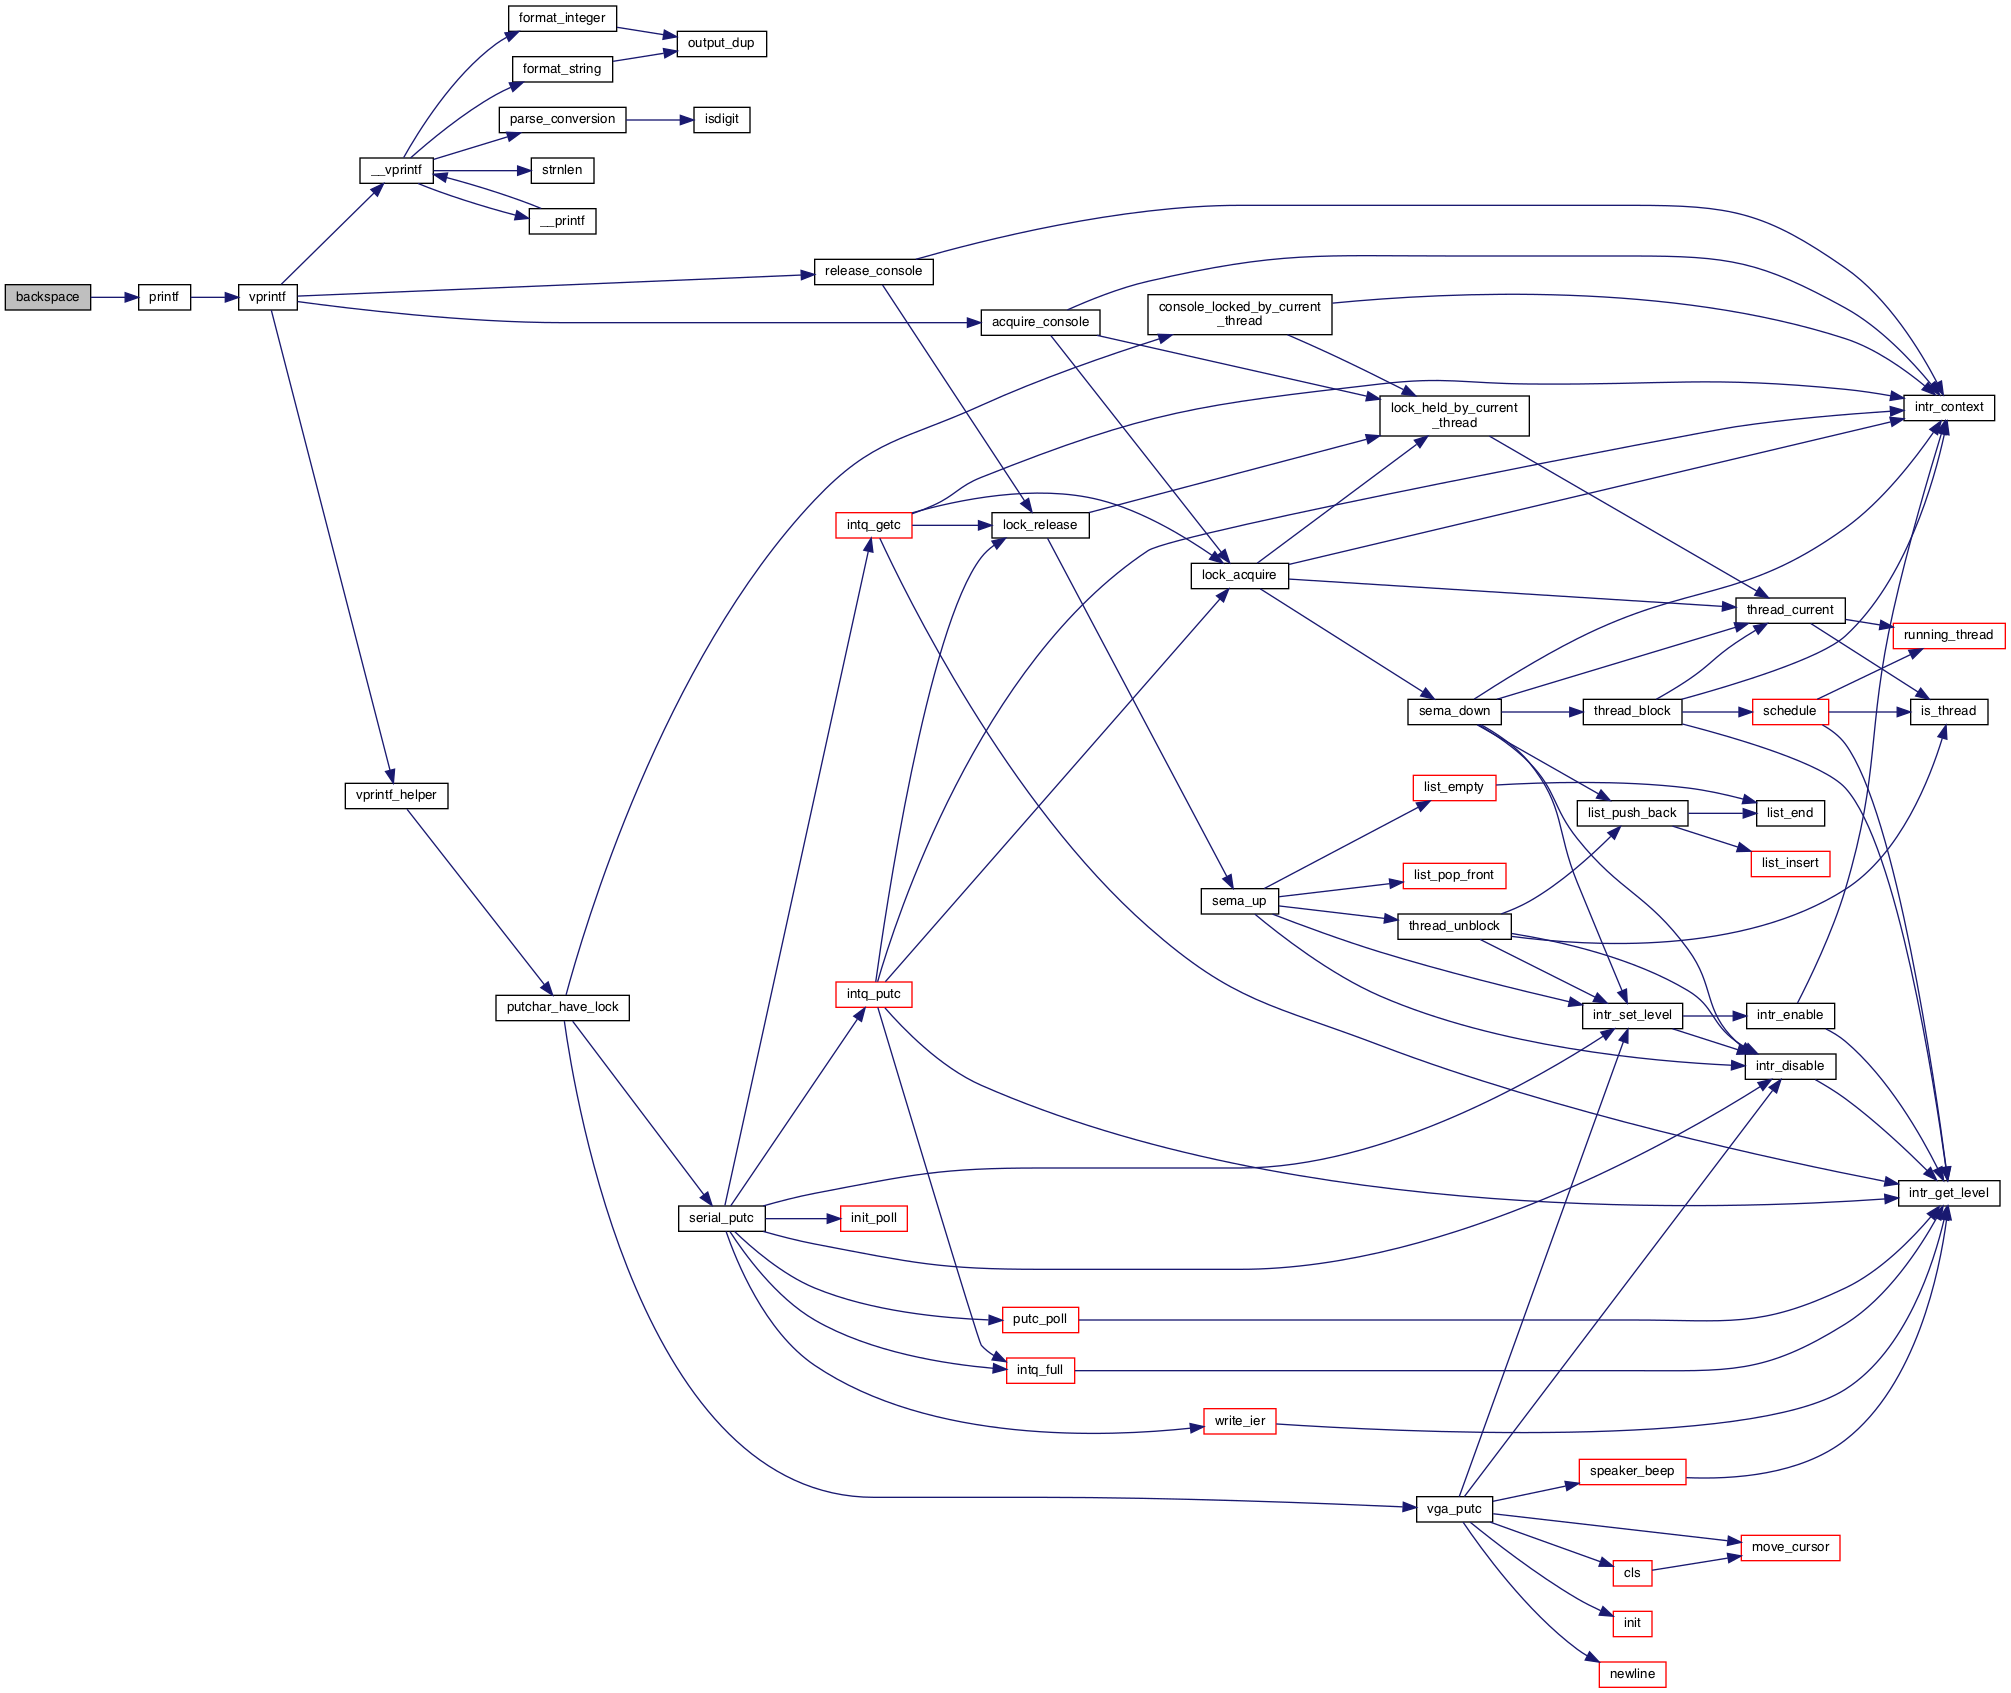 format_integer
output_dup
format_string
parse_conversion
isdigit
__vprintf
strnlen
__printf
release_console
backspace
printf
vprintf
acquire_console
console_locked_by_current
_thread
lock_held_by_current
_thread
intr_context
intq_getc
lock_release
lock_acquire
thread_current
running_thread
sema_down
thread_block
schedule
is_thread
vprintf_helper
list_empty
list_push_back
list_end
list_insert
list_pop_front
sema_up
thread_unblock
intq_putc
putchar_have_lock
intr_set_level
intr_enable
intr_disable
intr_get_level
serial_putc
init_poll
putc_poll
intq_full
write_ier
speaker_beep
vga_putc
move_cursor
cls
init
newline